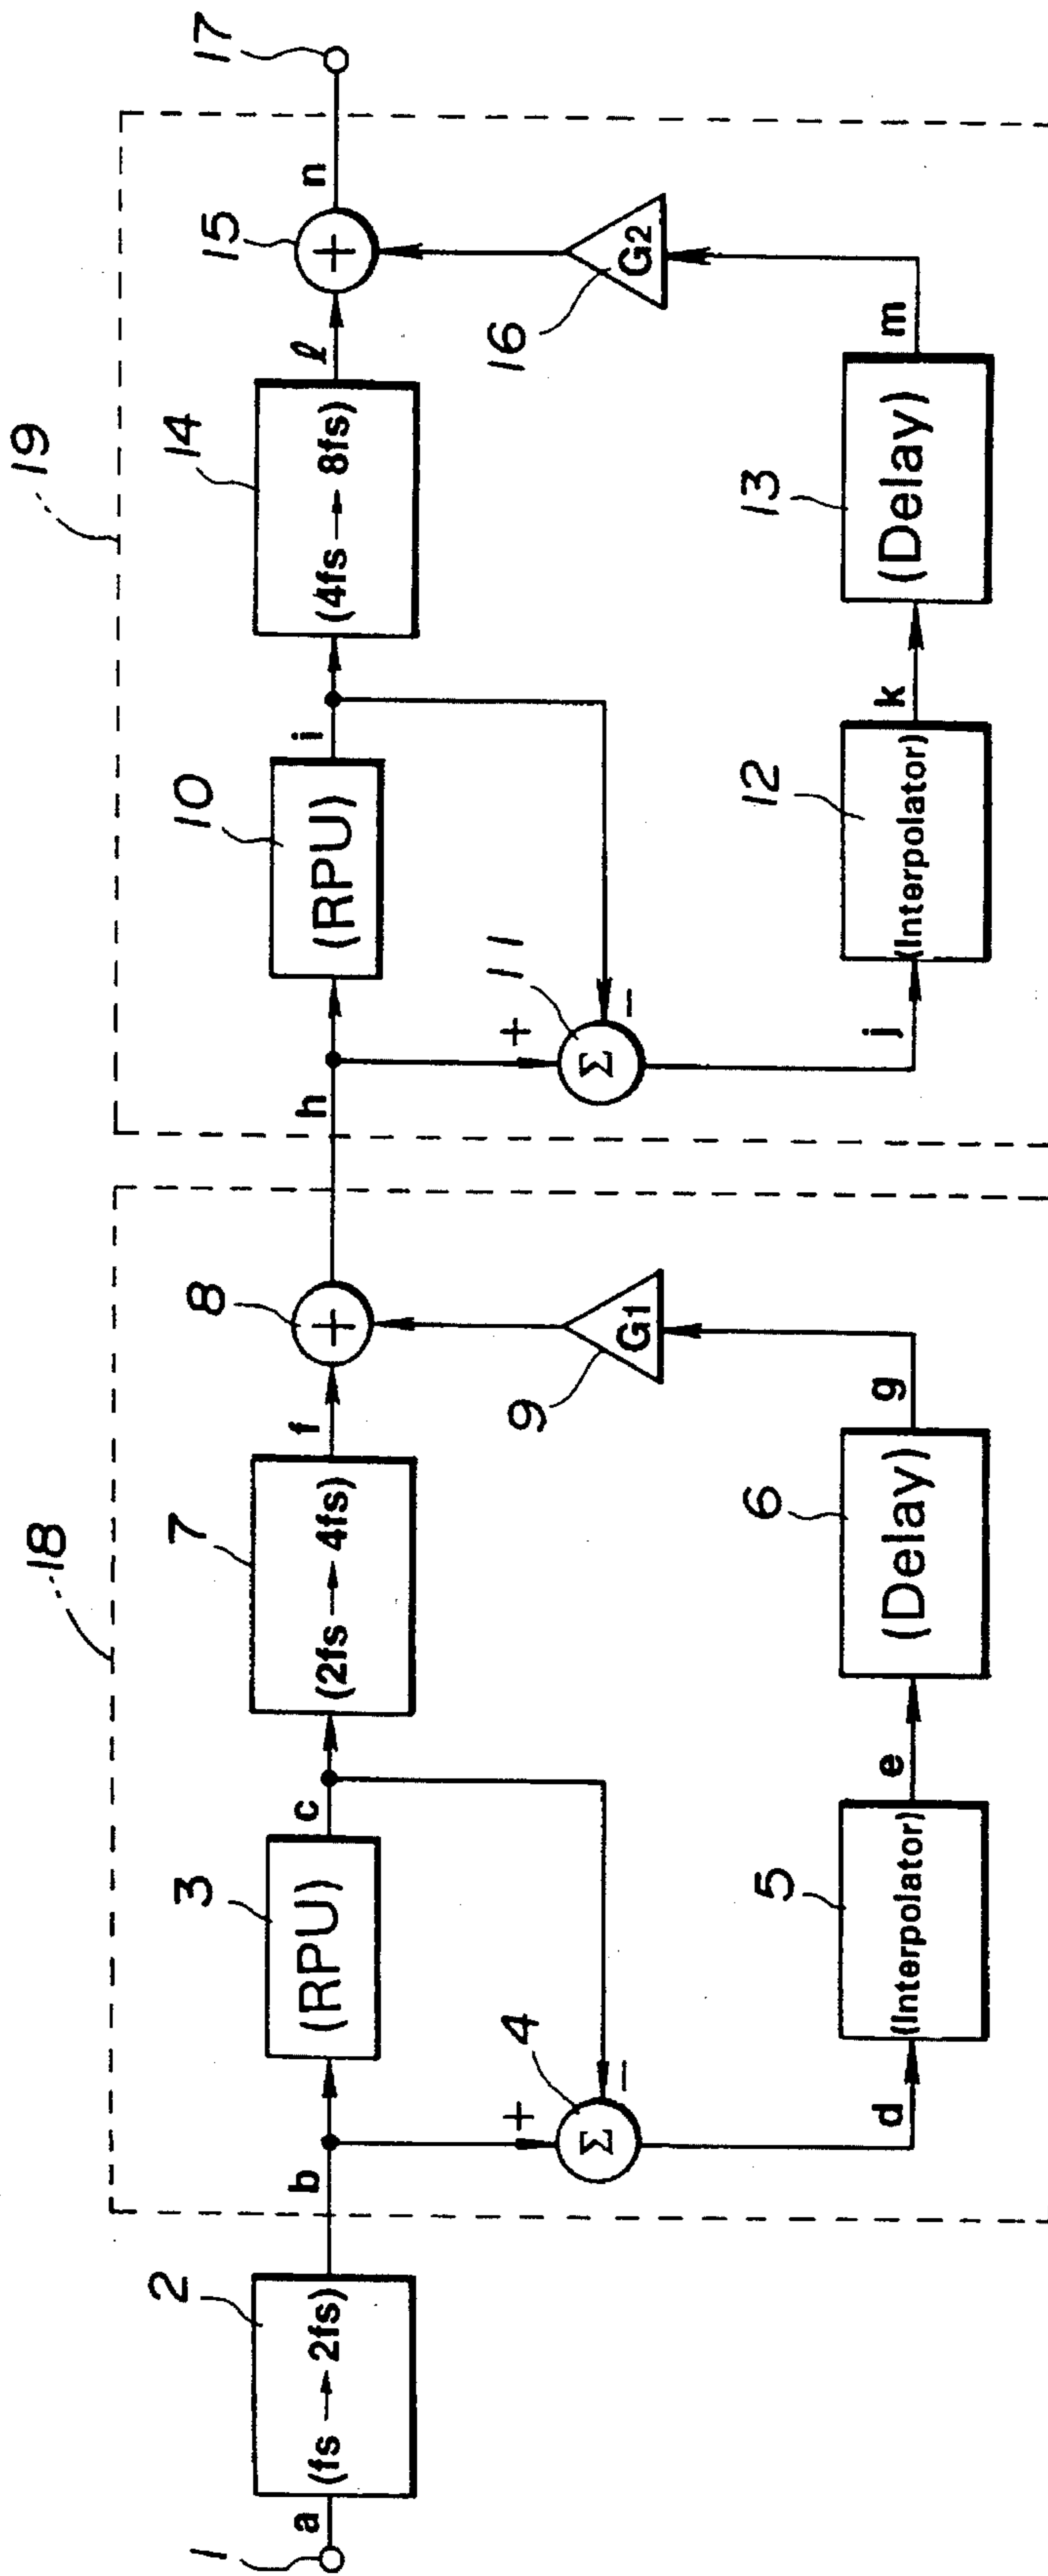 19
14
15
17
(4fs → 8fs)
ℓ
+
n
10
(RPU)
i
h
11
+
−
Σ
16
G2
12
(Interpolator)
j
k
13
(Delay)
m
18
7
8
(2fs → 4fs)
f
+
3
(RPU)
c
2
(fs → 2fs)
1
a
b
4
+
−
Σ
9
G1
5
(Interpolator)
d
e
6
(Delay)
g